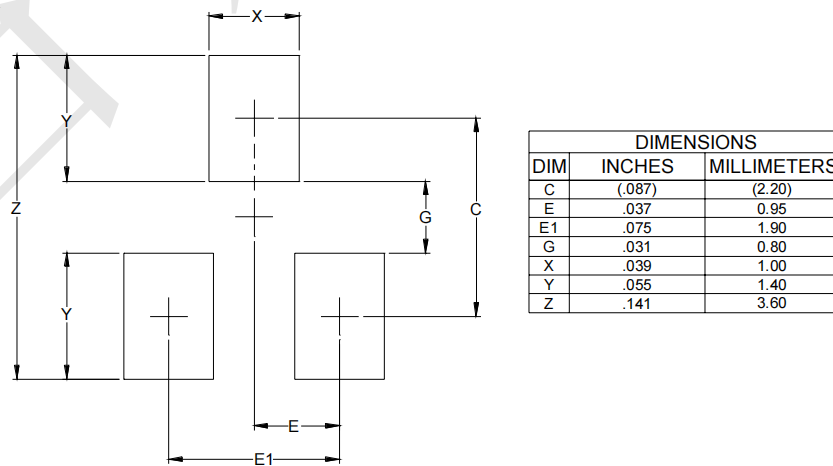 X
Y
Z
G
C
Y
E
E1
DIMENSIONS
DIM INCHES MILLIMETERS
C (.087) (2.20)
E .037 0.95
E1 .075 1.90
G .031 0.80
X .039 1.00
Y .055 1.40
Z .141 3.60